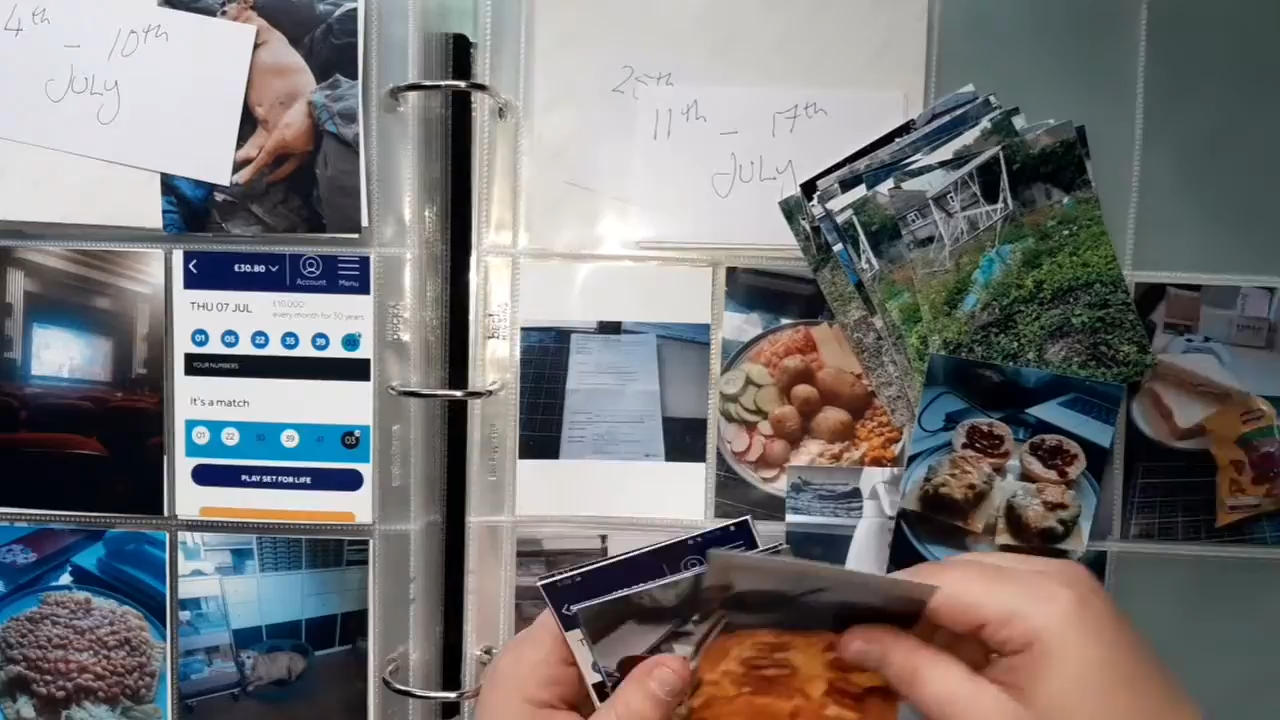 4th - 10th
JULY
25th
11th - 17th
JULY
£30.80
Account
Menu
THU 07 JUL
£10,000
every month for 30 years
01 05 22 35 39 03
YOUR NUMBERS
It's a match
01 22 30 39 41 03
PLAY SET FOR LIFE